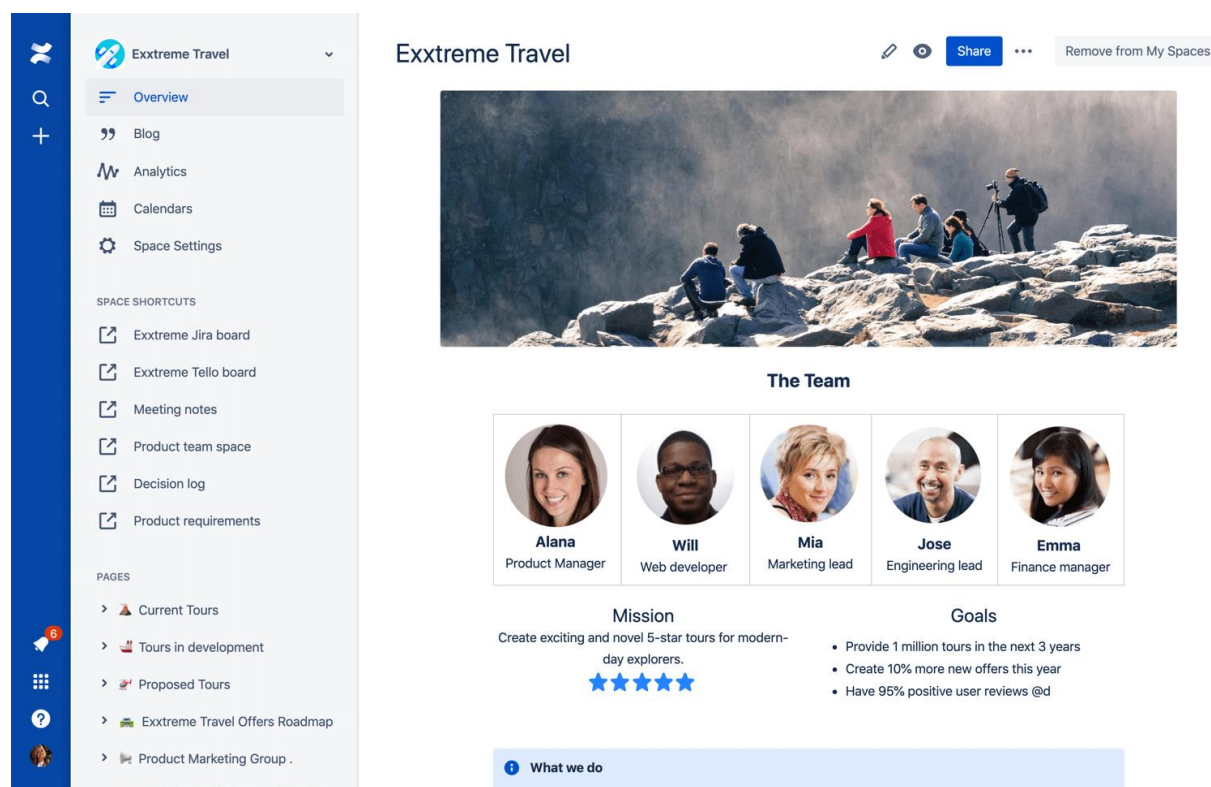 Exxtreme Travel
Overview
Blog
Analytics
Calendars
Space Settings
SPACE SHORTCUTS
Exxtreme Jira board
Exxtreme Tello board
Meeting notes
Product team space
Decision log
Product requirements
PAGES
Current Tours
Tours in development
Proposed Tours
Exxtreme Travel Offers Roadmap
Product Marketing Group .
6
?
Exxtreme Travel
Share
Remove from My Spaces
The Team
Alana
Product Manager
Will
Web developer
Mia
Marketing lead
Jose
Engineering lead
Emma
Finance manager
Mission
Create exciting and novel 5-star tours for modern-
day explorers.
Goals
• Provide 1 million tours in the next 3 years
• Create 10% more new offers this year
• Have 95% positive user reviews @d
What we do